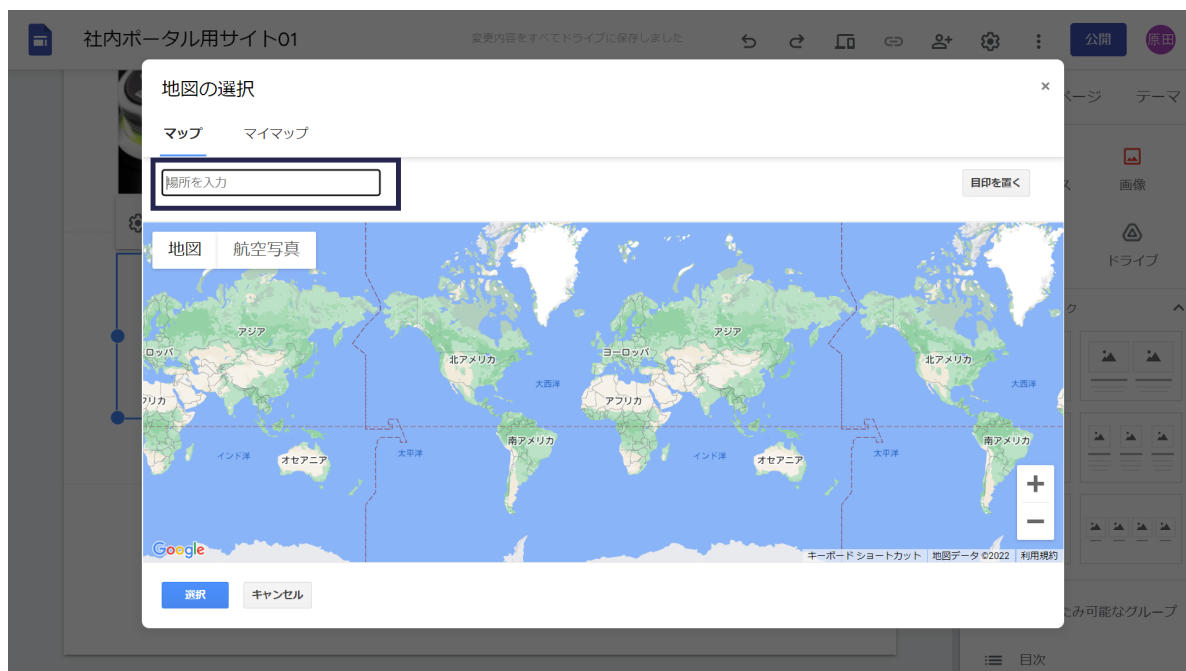 社内ポータル用サイト01
変更内容をすべてドライブに保存しました
公開
原田
地図の選択
×
ページ
テーマ
マップ
マイマップ
場所を入力
目印を置く
画像
地図
航空写真
ドライブ
アジア
アジア
ロッパ
北アメリカ
ヨーロッパ
北アメリカ
大西洋
大西洋
フリカ
アフリカ
南アメリカ
南アメリカ
インド洋
オセアニア
太平洋
インド洋
オセアニア
太平洋
Google
キーボード ショートカット
地図データ ©2022
利用規約
選択
キャンセル
たみ可能なグループ
目次